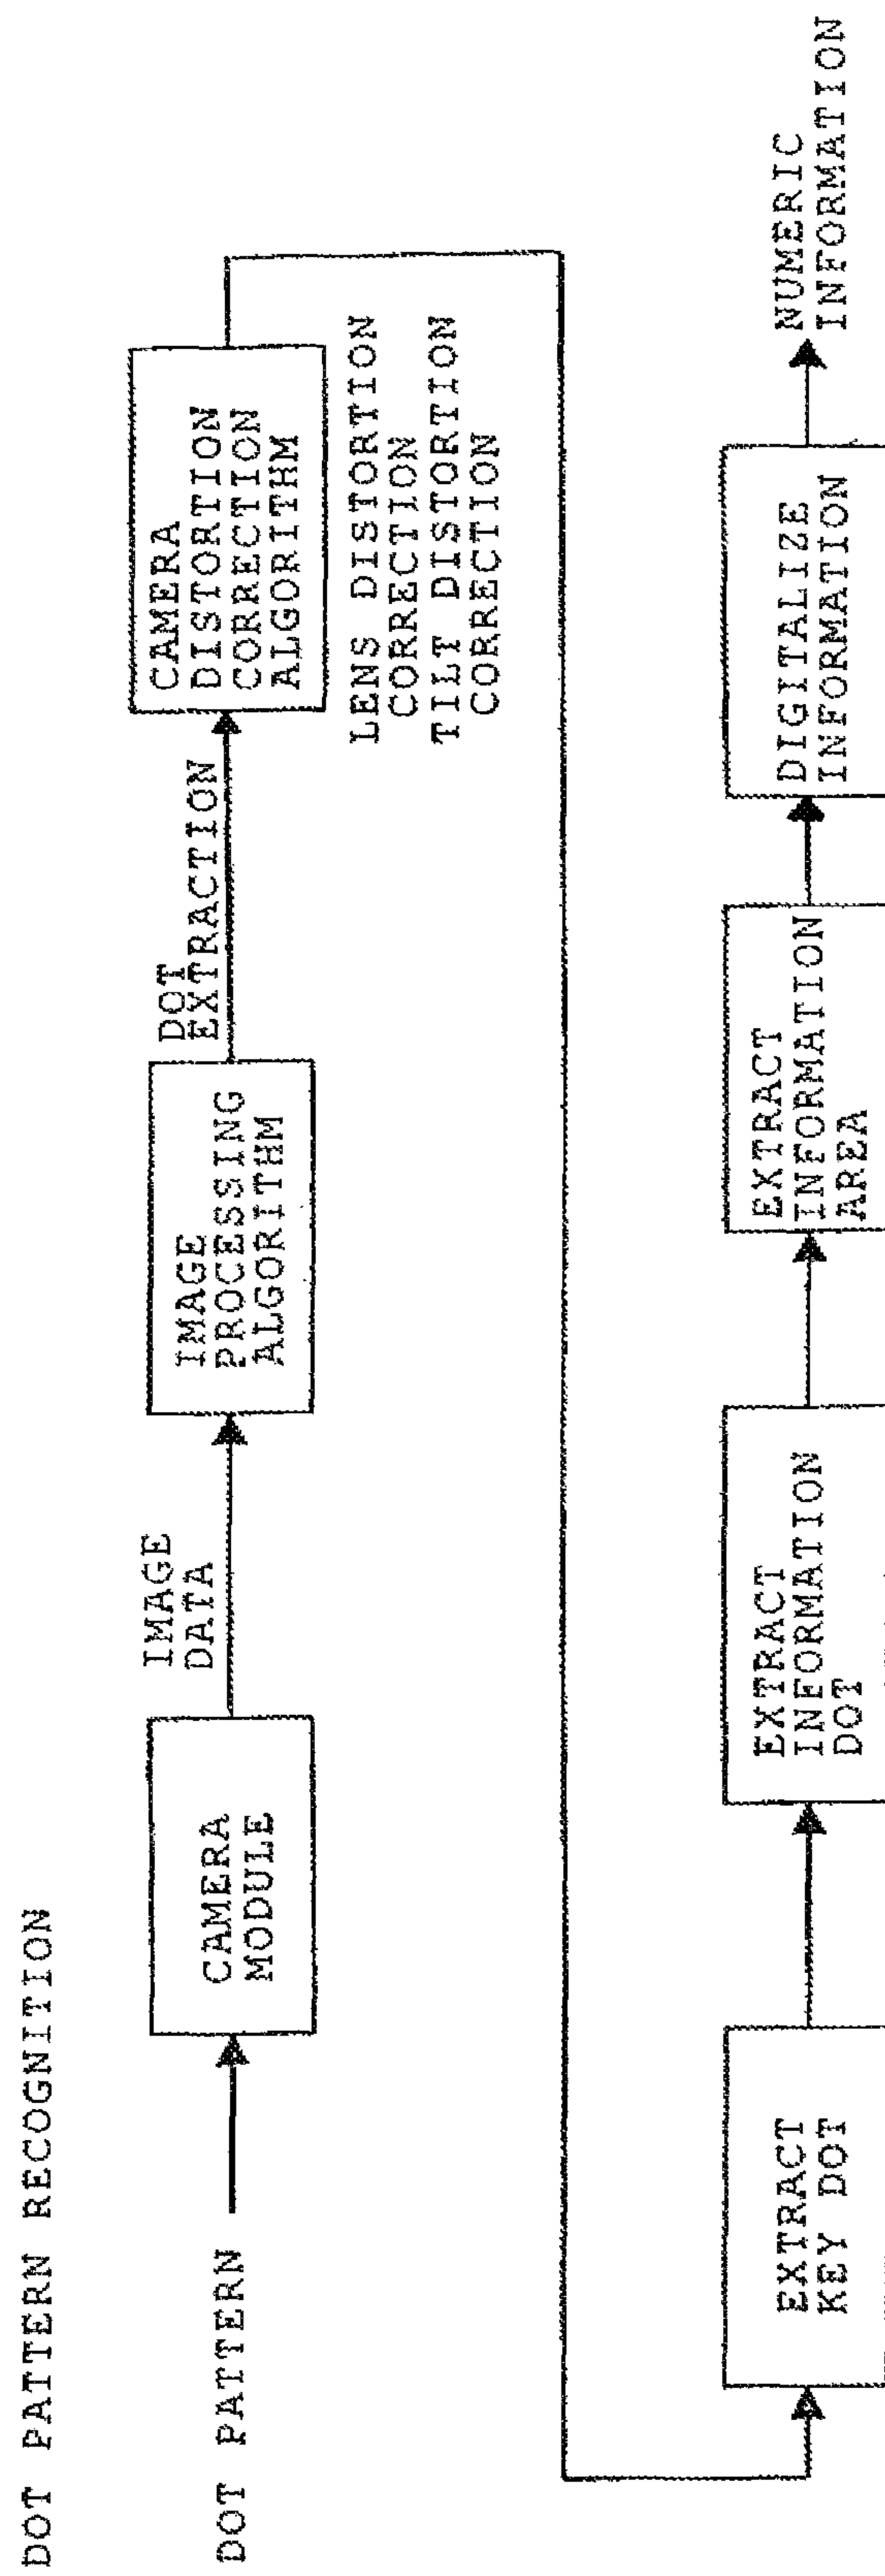 DOT PATTERN RECOGNITION
DOT PATTERN
CAMERA
MODULE
IMAGE
DATA
IMAGE
PROCESSING
ALGORITHM
DOT
EXTRACTION
CAMERA
DISTORTION
CORRECTION
ALGORITHM
LENS DISTORTION
CORRECTION
TILT DISTORTION
CORRECTION
EXTRACT
KEY DOT
EXTRACT
INFORMATION
DOT
EXTRACT
INFORMATION
AREA
DIGITALIZE
INFORMATION
NUMERIC
INFORMATION